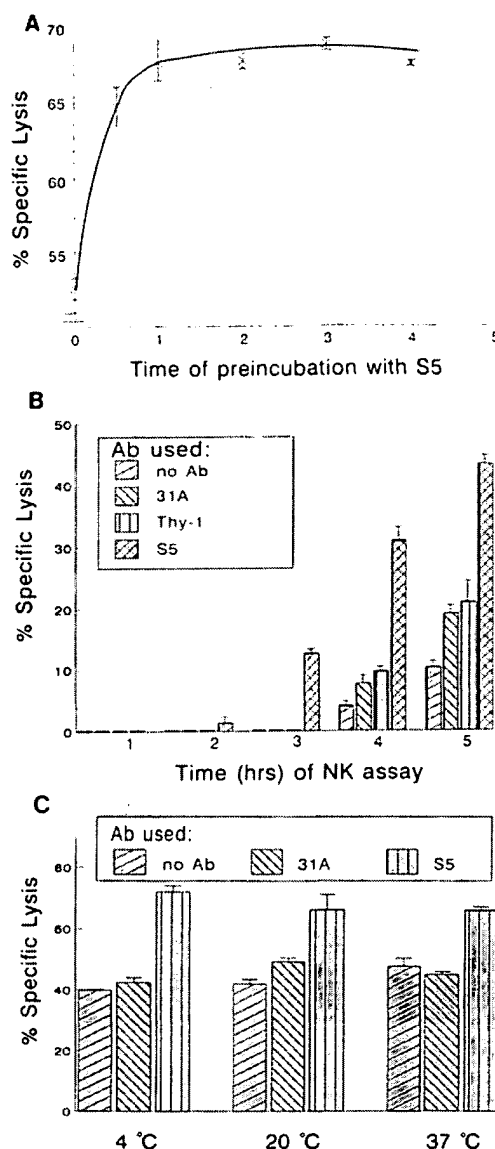 A
70
65
60
55
% Specific Lysis
0 1 2 3 4 5
Time of preincubation with S5
B
50
40
30
20
10
0
% Specific Lysis
Ab used:
no Ab
31A
Thy-1
S5
1 2 3 4 5
Time (hrs) of NK assay
C
Ab used:
no Ab 31A S5
80
60
40
20
0
% Specific Lysis
4 °C 20 °C 37 °C